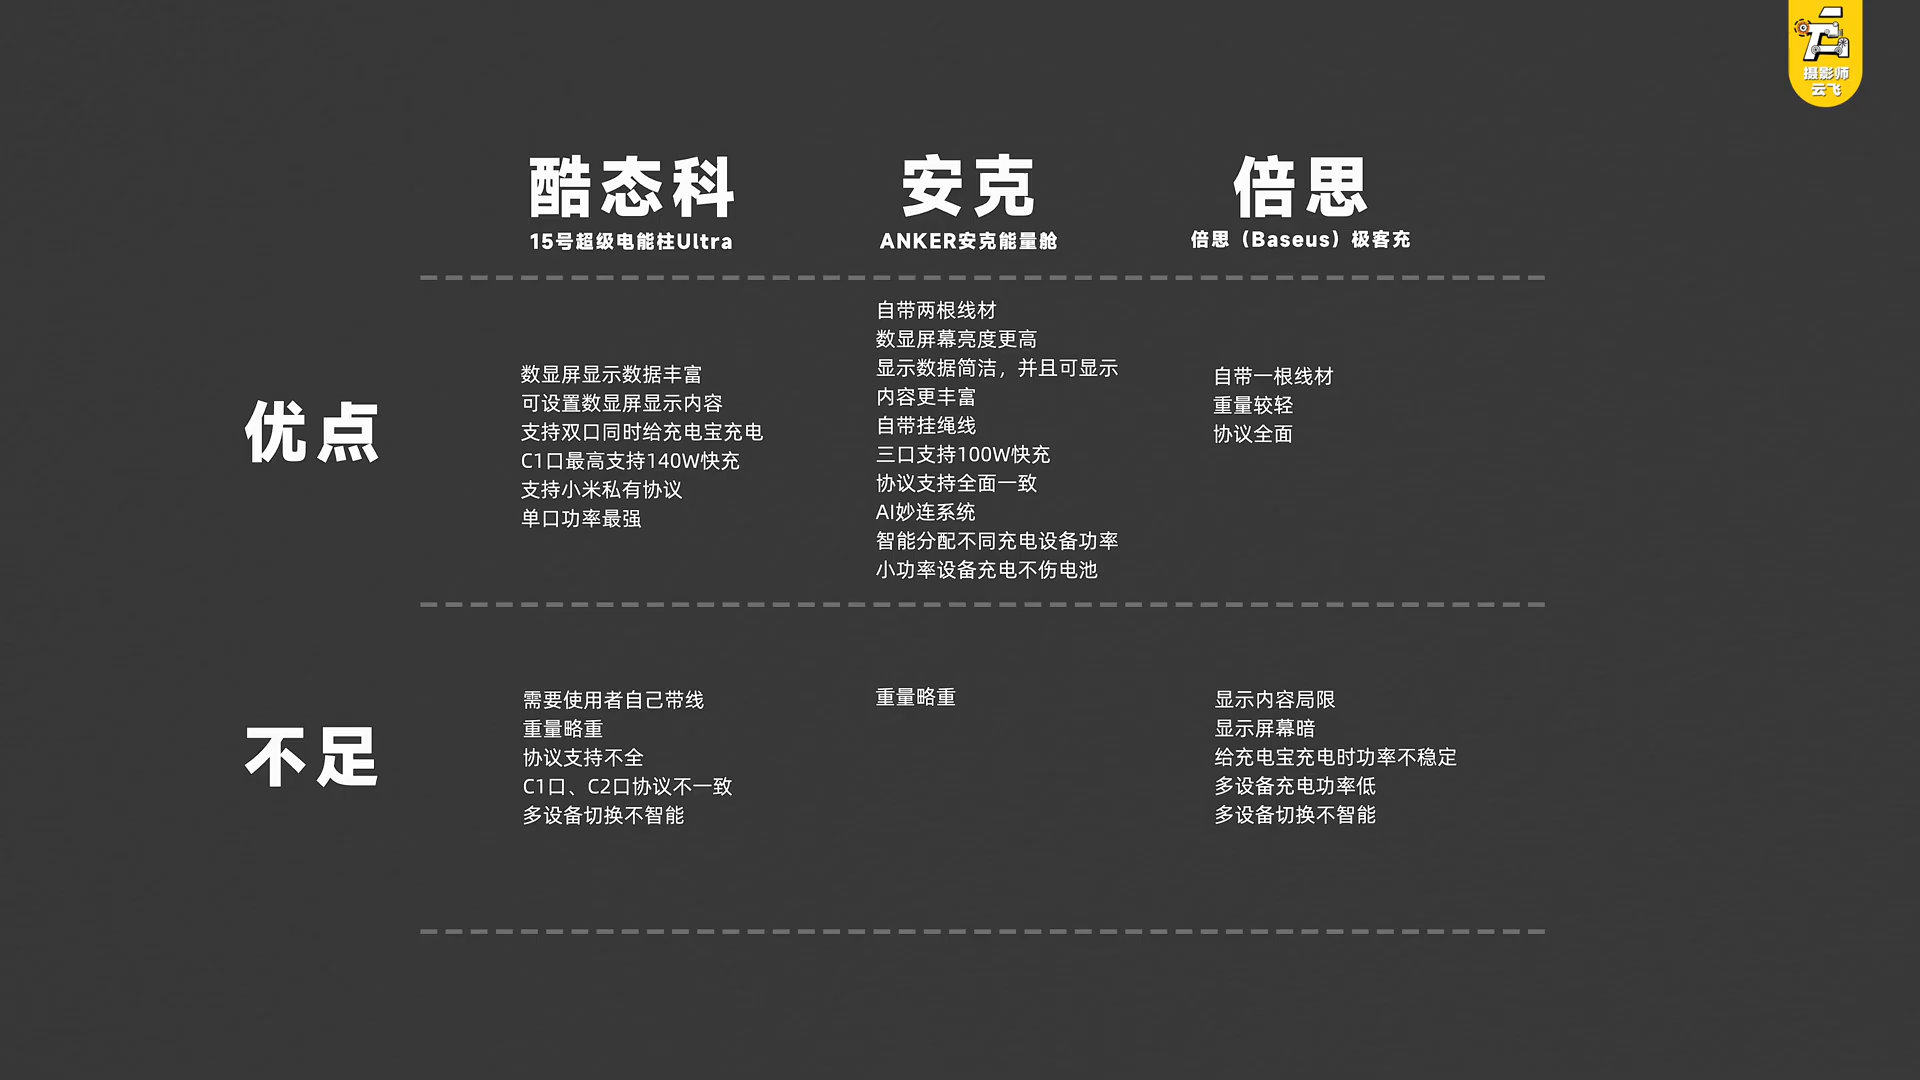 摄影师
云飞
酷态科
15号超级电能柱Ultra
安克
ANKER安克能量舱
倍思
倍思（Baseus）极客充
优点
数显屏显示数据丰富
可设置数显屏显示内容
支持双口同时给充电宝充电
C1口最高支持140W快充
支持小米私有协议
单口功率最强
自带两根线材
数显屏幕亮度更高
显示数据简洁，并且可显示
内容更丰富
自带挂绳线
三口支持100W快充
协议支持全面一致
AI妙连系统
智能分配不同充电设备功率
小功率设备充电不伤电池
自带一根线材
重量较轻
协议全面
不足
需要使用者自己带线
重量略重
协议支持不全
C1口、C2口协议不一致
多设备切换不智能
重量略重
显示内容局限
显示屏幕暗
给充电宝充电时功率不稳定
多设备充电功率低
多设备切换不智能